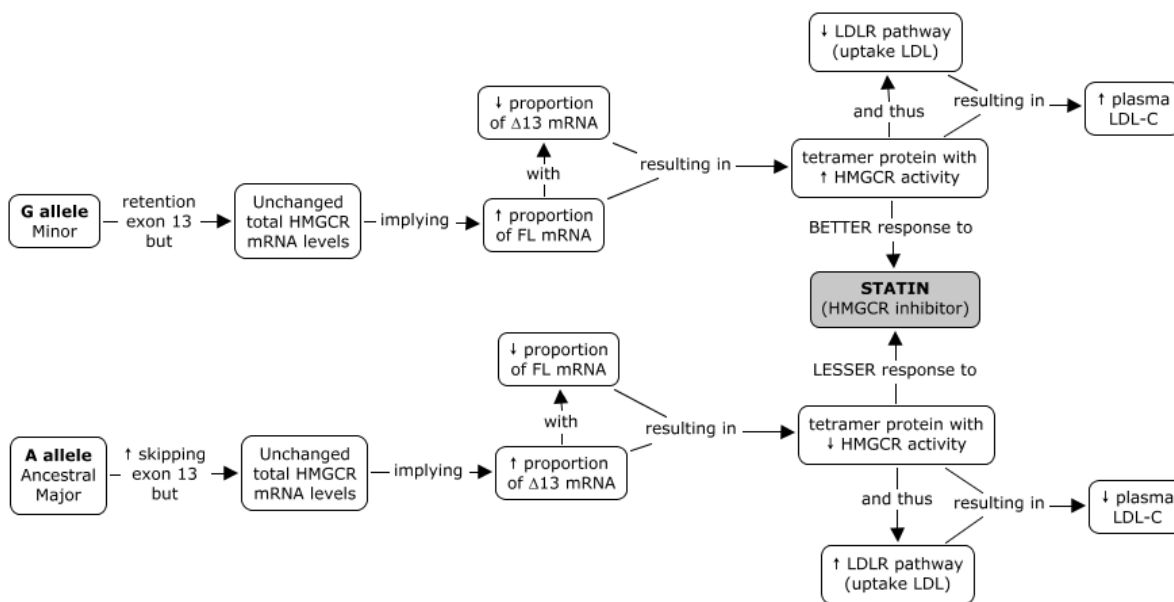 ↓ LDLR pathway
(uptake LDL)
and thus
resulting in
↑ plasma
LDL-C
↓ proportion
of Δ13 mRNA
with
resulting in
tetramer protein with
↑ HMGCR activity
G allele
Minor
retention
exon 13
but
Unchanged
total HMGCR
mRNA levels
implying
↑ proportion
of FL mRNA
BETTER response to
STATIN
(HMGCR inhibitor)
LESSER response to
↓ proportion
of FL mRNA
with
resulting in
tetramer protein with
↓ HMGCR activity
A allele
Ancestral
Major
↑ skipping
exon 13
but
Unchanged
total HMGCR
mRNA levels
implying
↑ proportion
of Δ13 mRNA
and thus
resulting in
↓ plasma
LDL-C
↑ LDLR pathway
(uptake LDL)